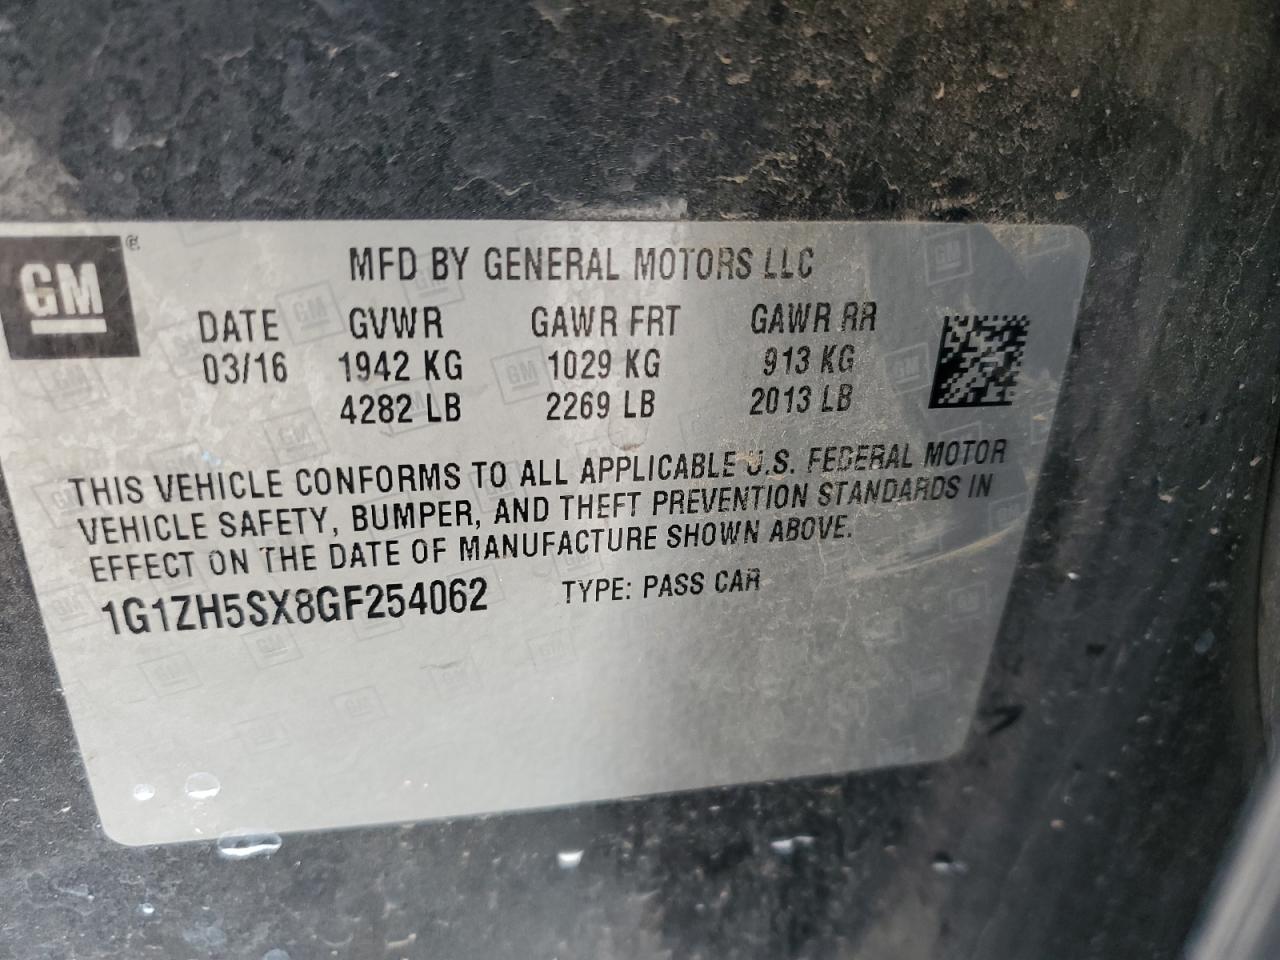 GM®
MFD BY GENERAL MOTORS LLC
DATE GVWR GAWR FRT GAWR RR
03/16 1942 KG 1029 KG 913 KG
4282 LB 2269 LB 2013 LB
THIS VEHICLE CONFORMS TO ALL APPLICABLE U.S. FEDERAL MOTOR
VEHICLE SAFETY, BUMPER, AND THEFT PREVENTION STANDARDS IN
EFFECT ON THE DATE OF MANUFACTURE SHOWN ABOVE.
1G1ZH5SX8GF254062 TYPE: PASS CAR